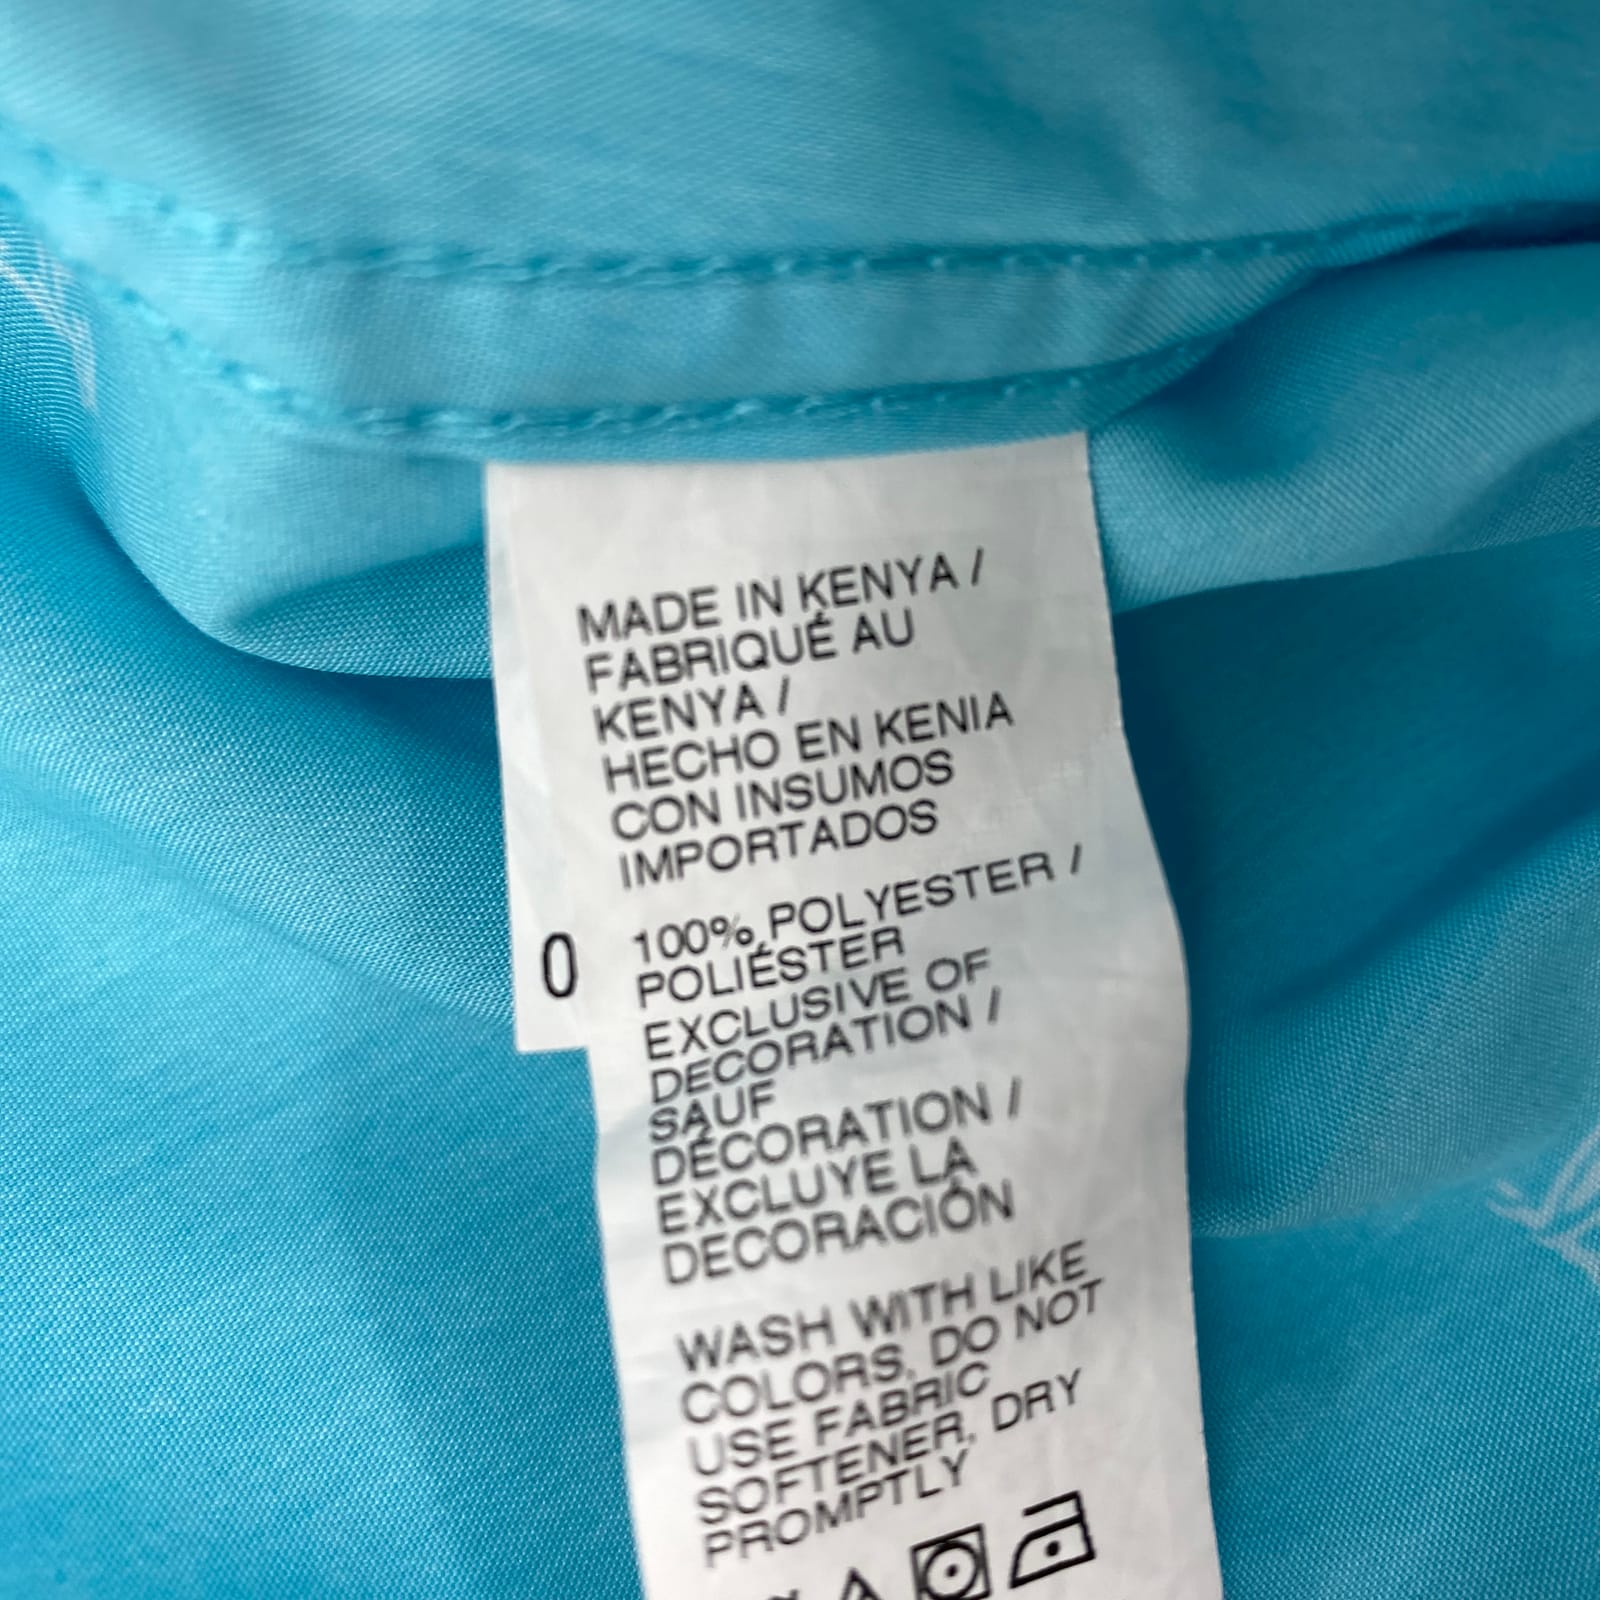 MADE IN KENYA /
FABRIQUÉ AU
KENYA /
HECHO EN KENIA
CON INSUMOS
IMPORTADOS
0
100% POLYESTER /
POLIÉSTER
EXCLUSIVE OF
DECORATION /
SAUF
DÉCORATION /
EXCLUYE LA
DECORACIÓN
WASH WITH LIKE
COLORS, DO NOT
USE FABRIC
SOFTENER, DRY
PROMPTLY